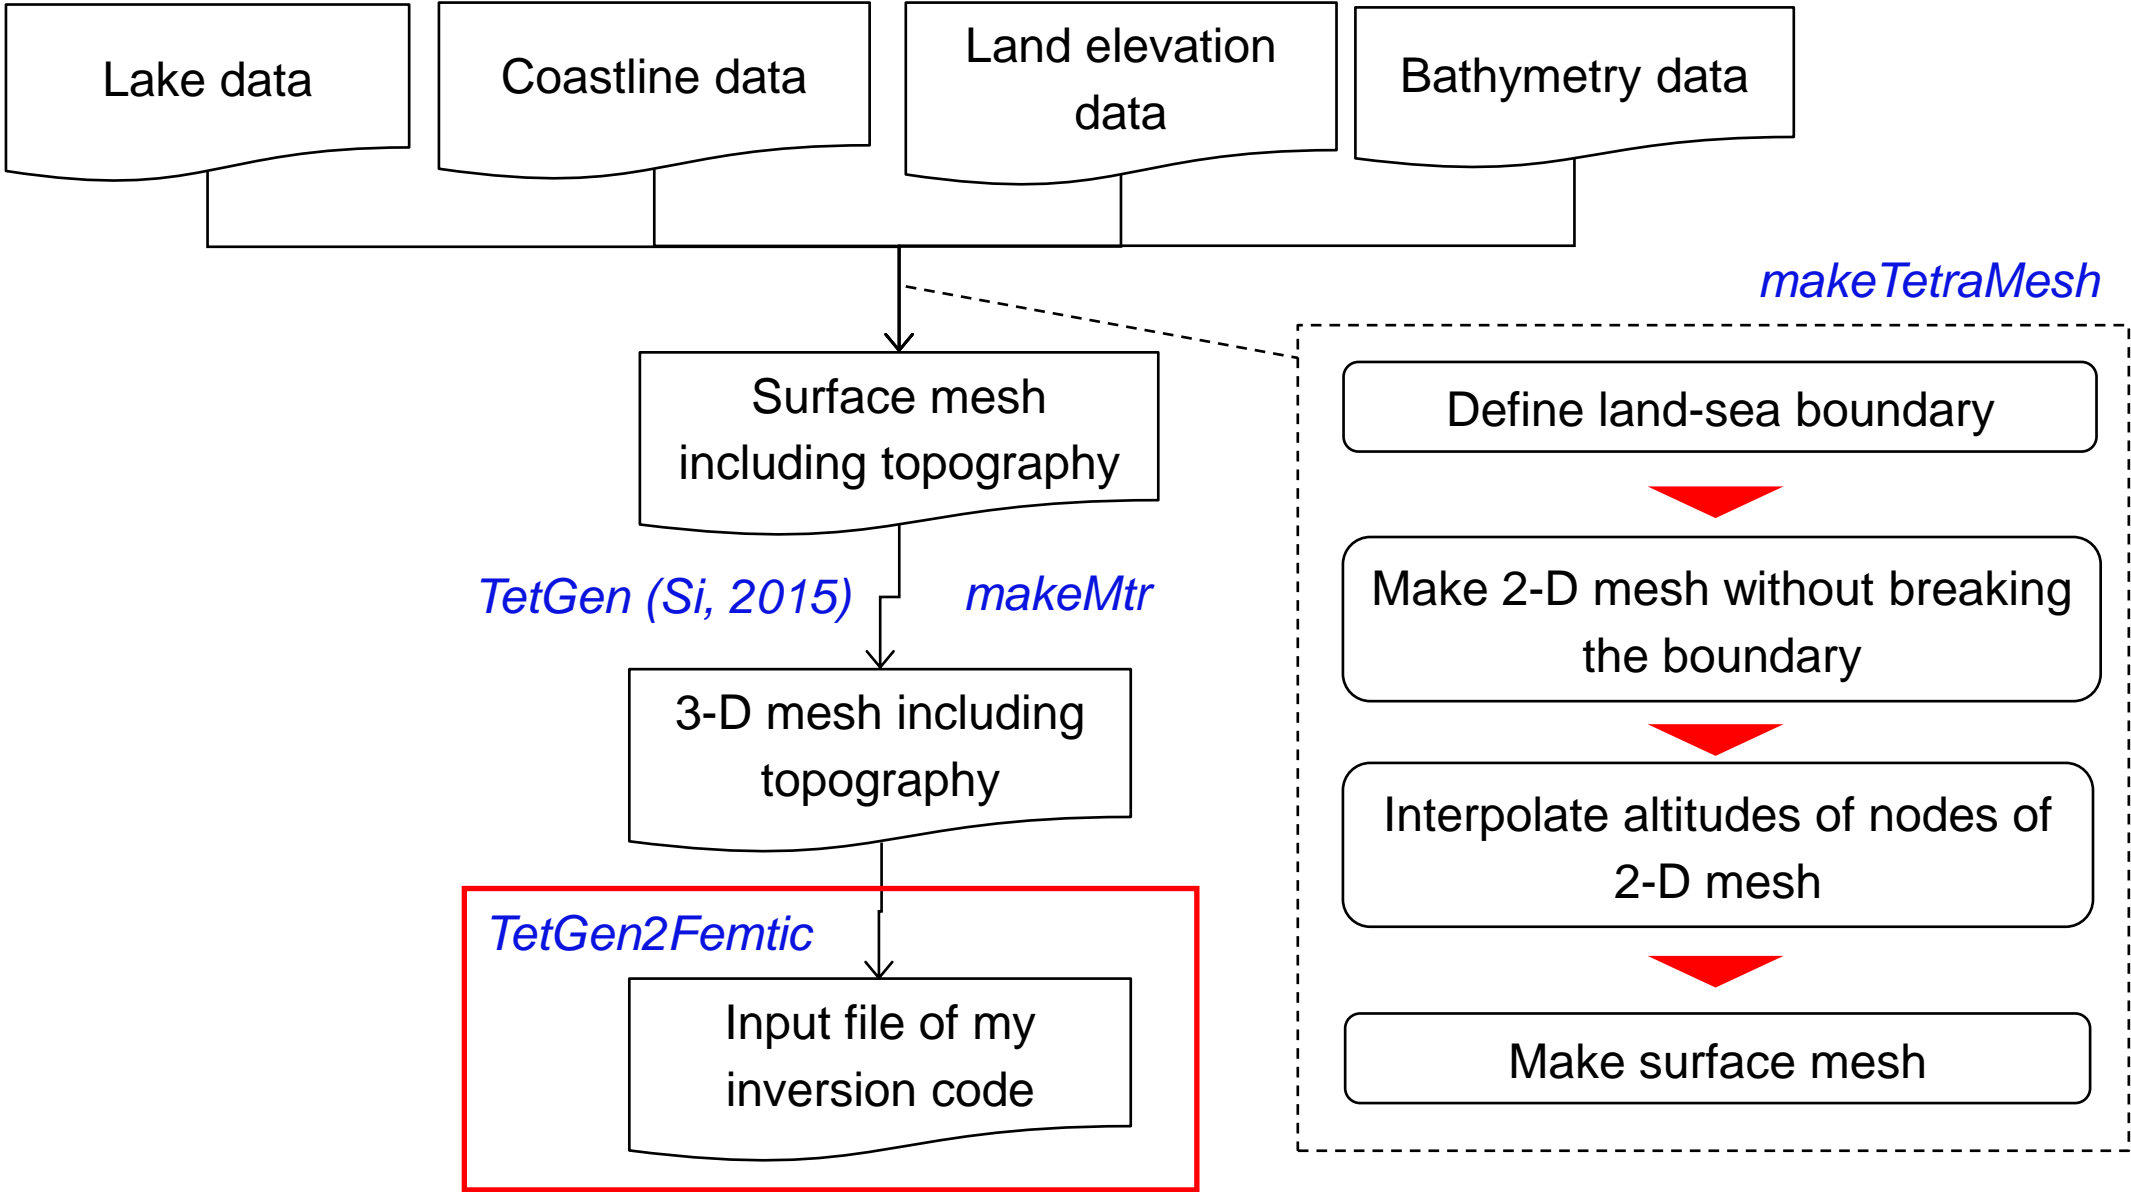 Lake data
Coastline data
Land elevation
data
Bathymetry data
makeTetraMesh
Surface mesh
including topography
TetGen (Si, 2015)
makeMtr
3-D mesh including
topography
TetGen2Femtic
Input file of my
inversion code
Define land-sea boundary
Make 2-D mesh without breaking
the boundary
Interpolate altitudes of nodes of
2-D mesh
Make surface mesh